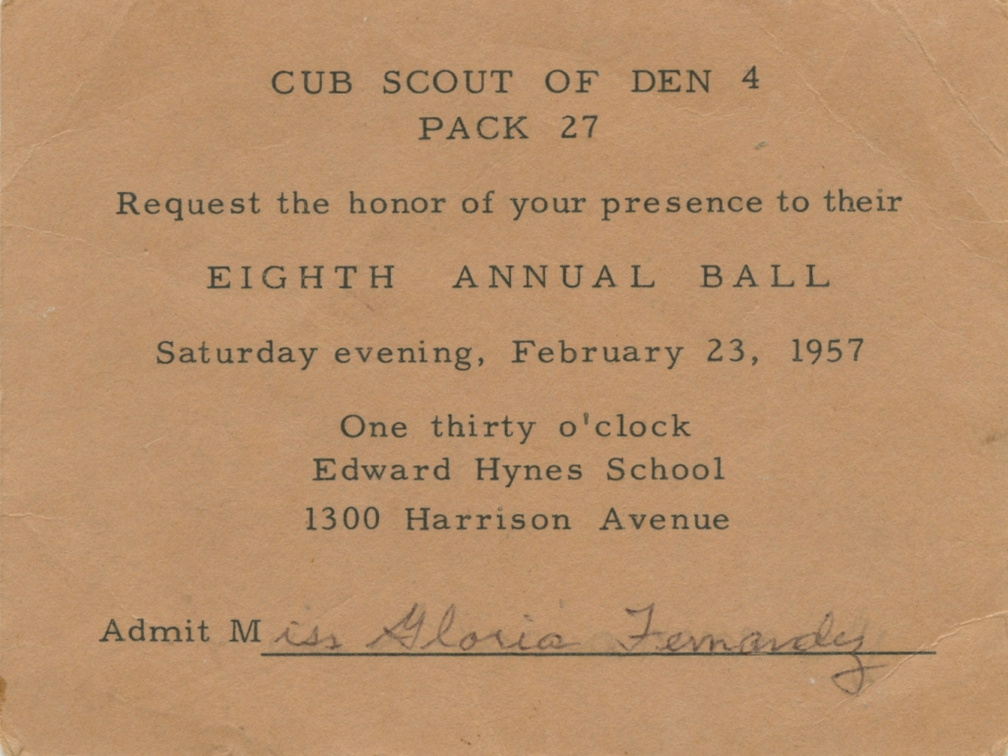 CUB SCOUT OF DEN 4
PACK 27
Request the honor of your presence to their
EIGHTH ANNUAL BALL
Saturday evening, February 23, 1957
One thirty o'clock
Edward Hynes School
1300 Harrison Avenue
Admit Miss Gloria Fernandez